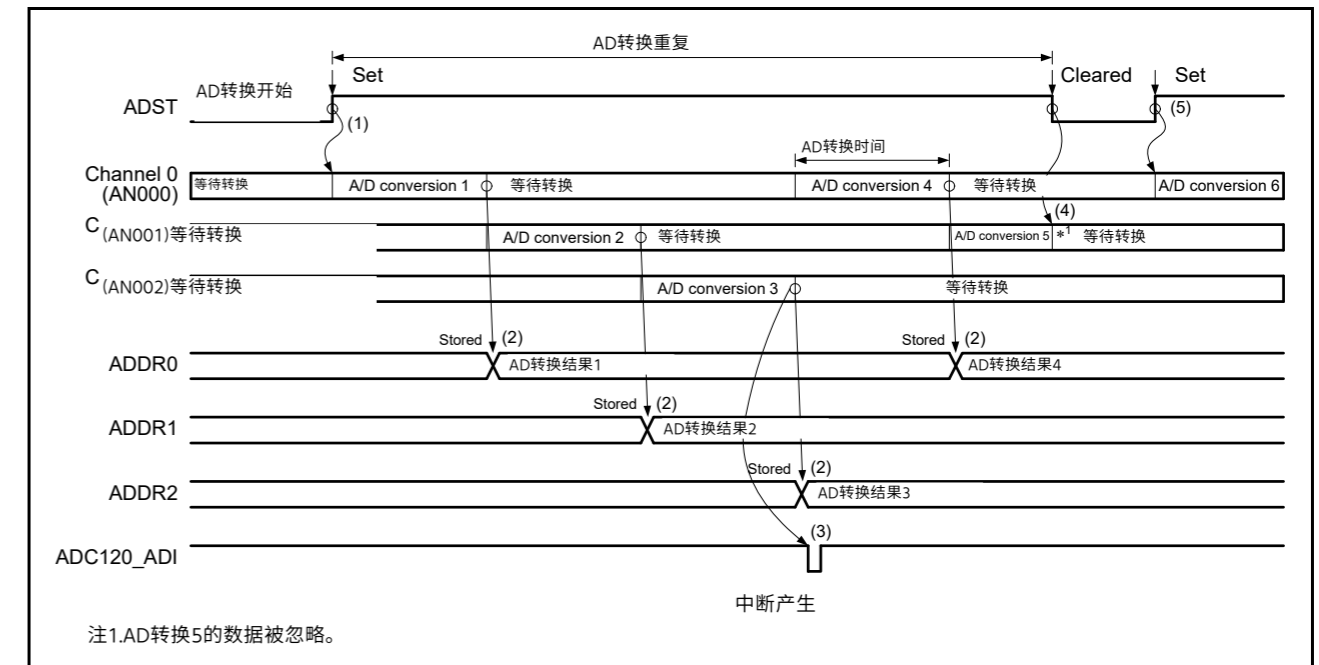 AD转换重复
AD转换开始 Set Cleared Set
ADST (1) (5)
AD转换时间
Channel 0
(AN000) 等待转换 A/D conversion 1 等待转换 A/D conversion 4 等待转换 A/D conversion 6
(4)
C(AN001)等待转换 A/D conversion 2 等待转换 A/D conversion 5 *1 等待转换
C(AN002)等待转换 A/D conversion 3 等待转换
Stored (2) Stored (2)
ADDR0 AD转换结果1 AD转换结果4
Stored (2)
ADDR1 AD转换结果2
Stored (2)
ADDR2 AD转换结果3
(3)
ADC120_ADI
中断产生
注1.AD转换5的数据被忽略。